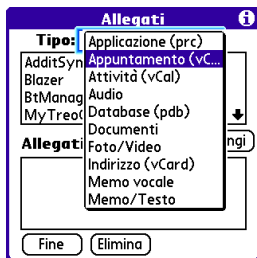 Allegati
Tipo:
Applicazione (prc)
Appuntamento (vC...
Attività (vCal)
Audio
Database (pdb)
Documenti
Foto/Video
Indirizzo (vCard)
Memo vocale
Memo/Testo
AdditSyn
Blazer
BtManag
MyTreo
Allegati
ngi
Fine
Elimina